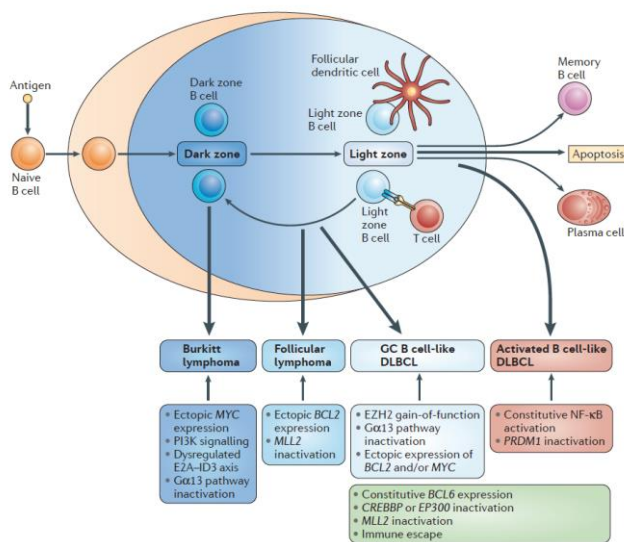 Antigen
Naive
B cell
Dark zone
B cell
Dark zone
Follicular
dendritic cell
Light zone
B cell
Light zone
Light
zone
B cell
T cell
Memory
B cell
Apoptosis
Plasma cell
Burkitt
lymphoma
Follicular
lymphoma
GC B cell-like
DLBCL
Activated B cell-like
DLBCL
• Ectopic MYC
expression
• PI3K signalling
• Dysregulated
E2A–ID3 axis
• Gα13 pathway
inactivation
• Ectopic BCL2
expression
• MLL2
inactivation
• EZH2 gain-of-function
• Gα13 pathway
inactivation
• Ectopic expression of
BCL2 and/or MYC
• Constitutive NF-κB
activation
• PRDM1 inactivation
• Constitutive BCL6 expression
• CREBBP or EP300 inactivation
• MLL2 inactivation
• Immune escape